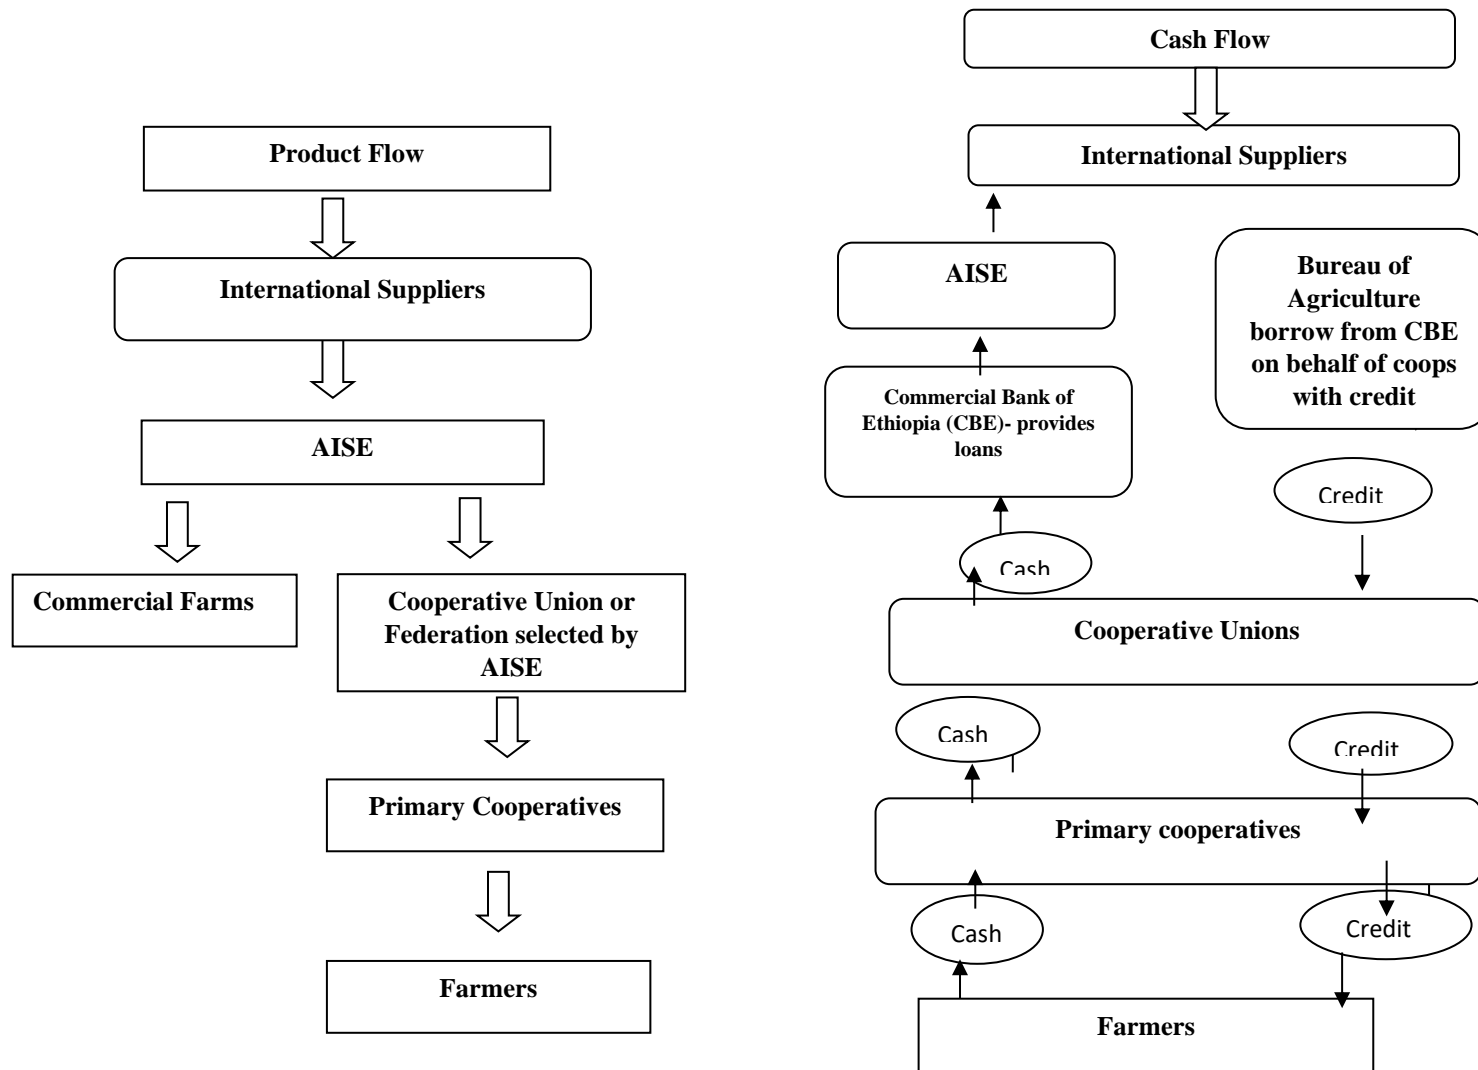 Product Flow
International Suppliers
AISE
Commercial Farms
Cooperative Union or
Federation selected by
AISE
Primary Cooperatives
Farmers
Cash Flow
International Suppliers
AISE
Bureau of
Agriculture
borrow from CBE
on behalf of coops
with credit
Commercial Bank of
Ethiopia (CBE)- provides
loans
Credit
Cash
Cooperative Unions
Cash
Credit
Primary cooperatives
Cash
Credit
Farmers